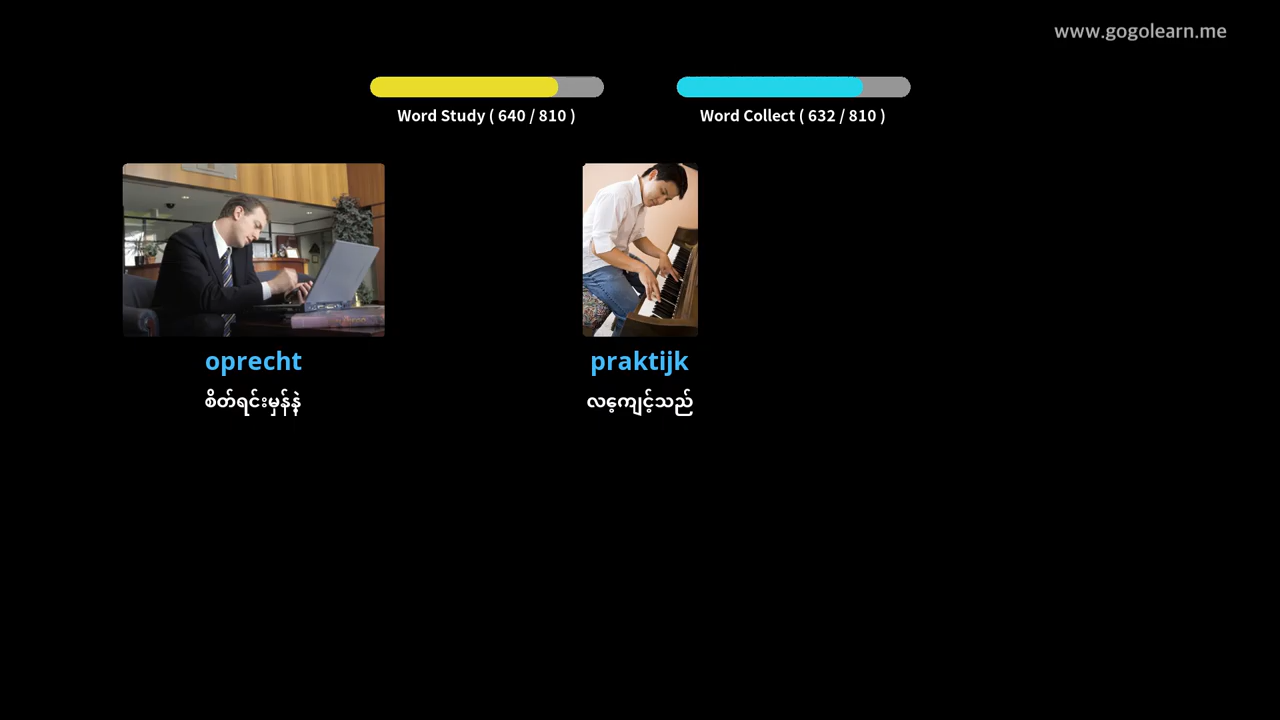 www.gogolearn.me
Word Study ( 640 / 810 )
Word Collect ( 632 / 810 )
oprecht
praktijk
စိတ်ရင်းမှန်နဲ့
လေ့ကျင့်သည်